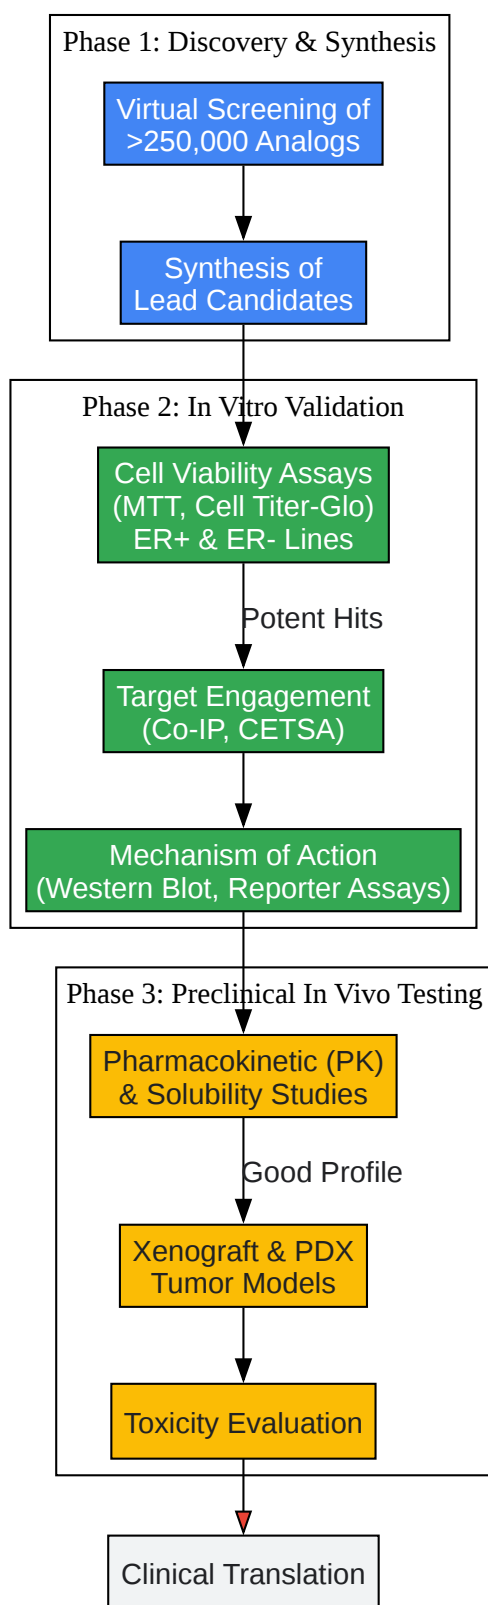 Phase 1: Discovery & Synthesis
Virtual Screening of
>250,000 Analogs
Synthesis of
Lead Candidates
Phase 2: In Vitro Validation
Cell Viability Assays
(MTT, Cell Titer-Glo)
ER+ & ER- Lines
Potent Hits
Target Engagement
(Co-IP, CETSA)
Mechanism of Action
(Western Blot, Reporter Assays)
Phase 3: Preclinical In Vivo Testing
Pharmacokinetic (PK)
& Solubility Studies
Good Profile
Xenograft & PDX
Tumor Models
Toxicity Evaluation
Clinical Translation